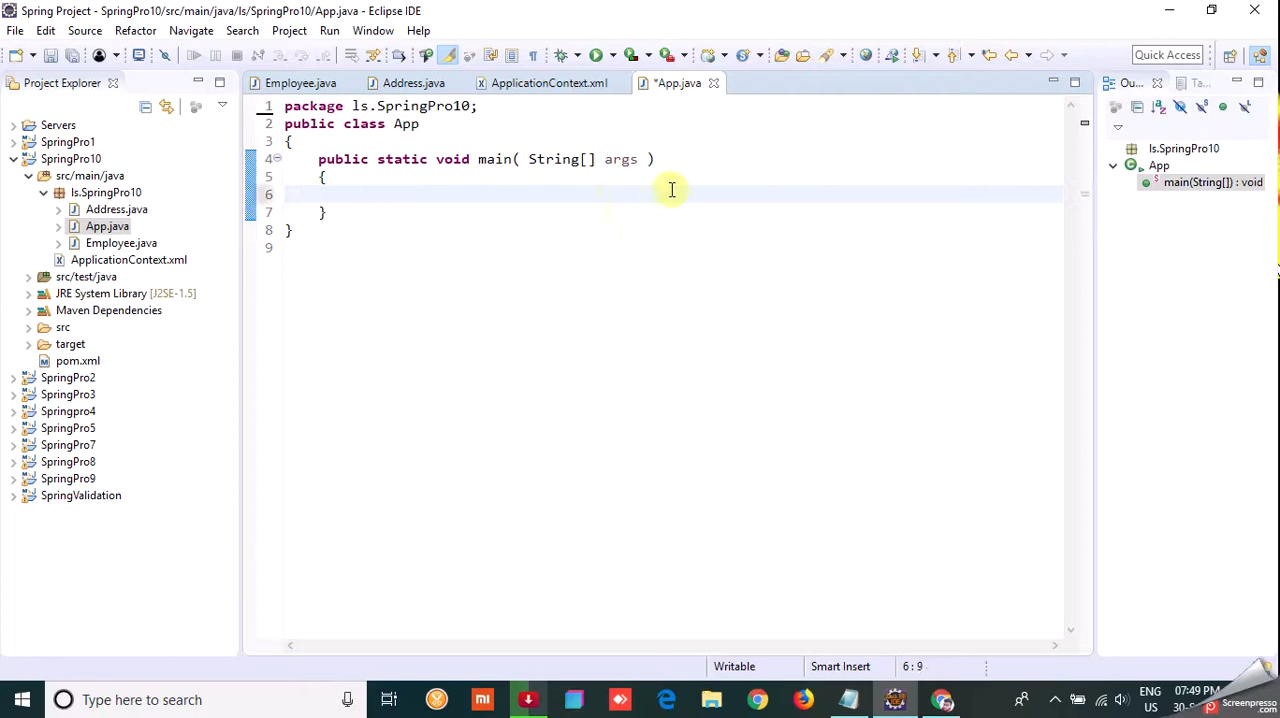 Spring Project - SpringPro10/src/main/java/ls/SpringPro10/App.java - Eclipse IDE
File Edit Source Refactor Navigate Search Project Run Window Help
Quick Access
Project Explorer
Employee.java Address.java ApplicationContext.xml *App.java
Ou... Ta...
Servers
SpringPro1
SpringPro10
src/main/java
ls.SpringPro10
Address.java
App.java
Employee.java
ApplicationContext.xml
src/test/java
JRE System Library [J2SE-1.5]
Maven Dependencies
src
target
pom.xml
SpringPro2
SpringPro3
Springpro4
SpringPro5
SpringPro7
SpringPro8
SpringPro9
SpringValidation
1 package ls.SpringPro10;
2 public class App
3 {
4 public static void main( String[] args )
5 {
6
7 }
8 }
9
ls.SpringPro10
App
main(String[]) : void
Writable Smart Insert 6 : 9
Type here to search
ENG
US
07:49 PM
Screenpresso
.com